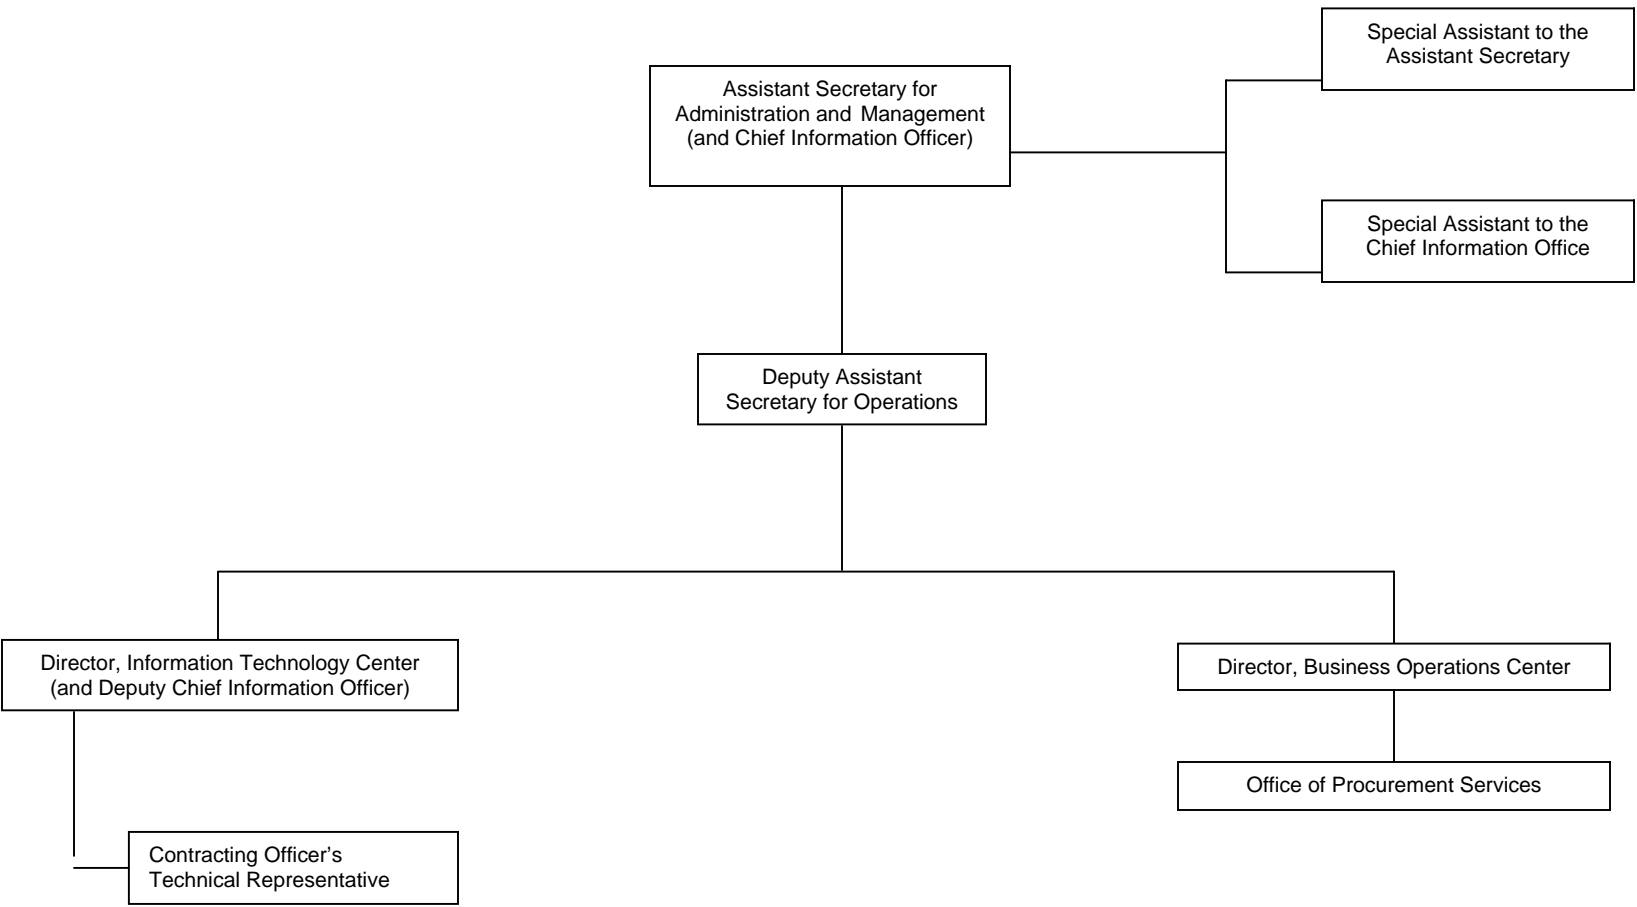 Special Assistant to the
Assistant Secretary
Assistant Secretary for
Administration and Management
(and Chief Information Officer)
Special Assistant to the
Chief Information Office
Deputy Assistant
Secretary for Operations
Director, Information Technology Center
(and Deputy Chief Information Officer)
Director, Business Operations Center
Office of Procurement Services
Contracting Officer’s
Technical Representative